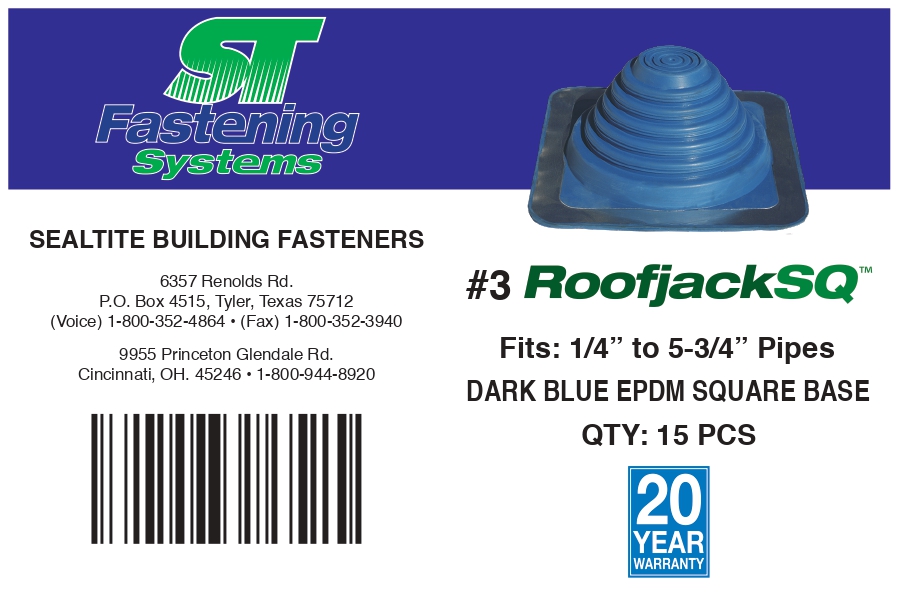 ST
Fastening
Systems
SEALTITE BUILDING FASTENERS
6357 Renolds Rd.
P.O. Box 4515, Tyler, Texas 75712
(Voice) 1-800-352-4864 • (Fax) 1-800-352-3940
9955 Princeton Glendale Rd.
Cincinnati, OH. 45246 • 1-800-944-8920
#3 RoofjackSQ™
Fits: 1/4” to 5-3/4” Pipes
DARK BLUE EPDM SQUARE BASE
QTY: 15 PCS
20
YEAR
WARRANTY